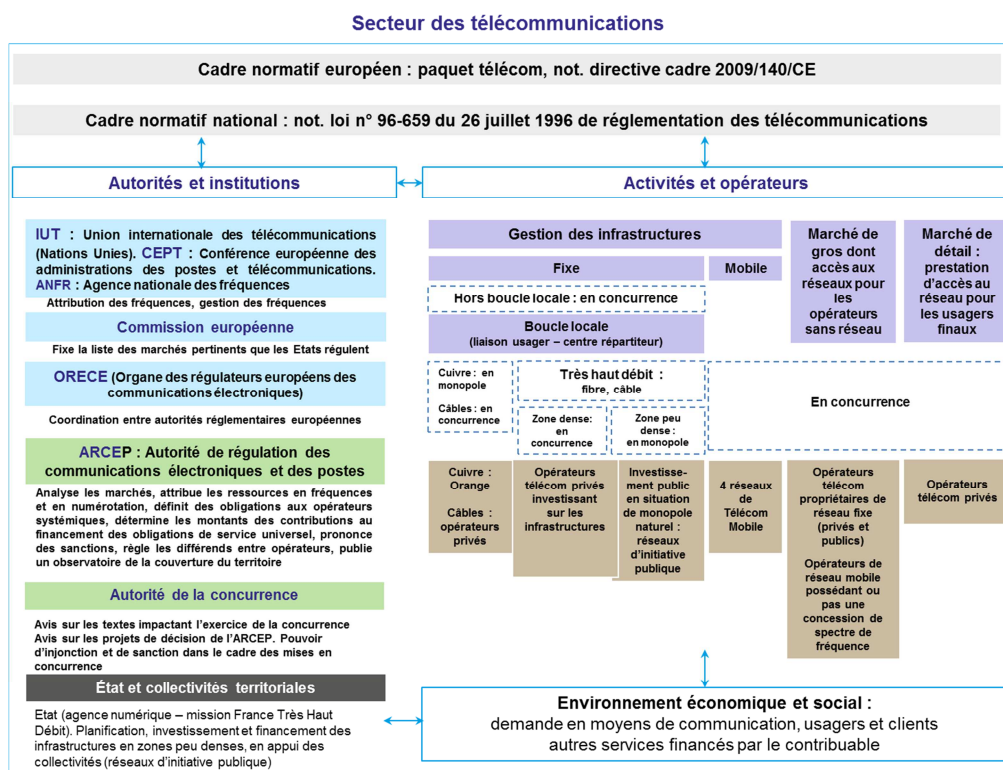 Secteur des télécommunications
Cadre normatif européen : paquet télécom, not. directive cadre 2009/140/CE
Cadre normatif national : not. loi n° 96-659 du 26 juillet 1996 de réglementation des télécommunications
Autorités et institutions
IUT : Union internationale des télécommunications
(Nations Unies). CEPT : Conférence européenne des
administrations des postes et télécommunications.
ANFR : Agence nationale des fréquences
Attribution des fréquences, gestion des fréquences
Commission européenne
Fixe la liste des marchés pertinents que les Etats régulent
ORECE (Organe des régulateurs européens des
communications électroniques)
Coordination entre autorités réglementaires européennes
ARCEP : Autorité de régulation des
communications électroniques et des postes
Analyse les marchés, attribue les ressources en fréquences
et en numérotation, définit des obligations aux opérateurs
systémiques, détermine les montants des contributions au
financement des obligations de service universel, prononce
des sanctions, règle les différends entre opérateurs, publie
un observatoire de la couverture du territoire
Autorité de la concurrence
Avis sur les textes impactant l'exercice de la concurrence
Avis sur les projets de décision de l'ARCEP. Pouvoir
d'injonction et de sanction dans le cadre des mises en
concurrence
État et collectivités territoriales
Etat (agence numérique – mission France Très Haut
Débit). Planification, investissement et financement des
infrastructures en zones peu denses, en appui des
collectivités (réseaux d'initiative publique)
Activités et opérateurs
Gestion des infrastructures
Fixe
Mobile
Hors boucle locale : en concurrence
Boucle locale
(liaison usager – centre répartiteur)
Cuivre : en
monopole
Câbles : en
concurrence
Très haut débit :
fibre, câble
Zone dense:
en
concurrence
Zone peu
dense :
en monopole
Marché de
gros dont
accès aux
réseaux pour
les
opérateurs
sans réseau
Marché de
détail :
prestation
d'accès au
réseau pour
les usagers
finaux
En concurrence
Cuivre :
Orange
Câbles :
opérateurs
privés
Opérateurs
télécom privés
investissant
sur les
infrastructures
Investisse-
ment public
en situation
de monopole
naturel :
réseaux
d'initiative
publique
4 réseaux
de
Télécom
Mobile
Opérateurs
télécom
propriétaires de
réseau fixe
(privés et
publics)
Opérateurs de
réseau mobile
possédant ou
pas une
concession de
spectre de
fréquence
Opérateurs
télécom privés
Environnement économique et social :
demande en moyens de communication, usagers et clients
autres services financés par le contribuable